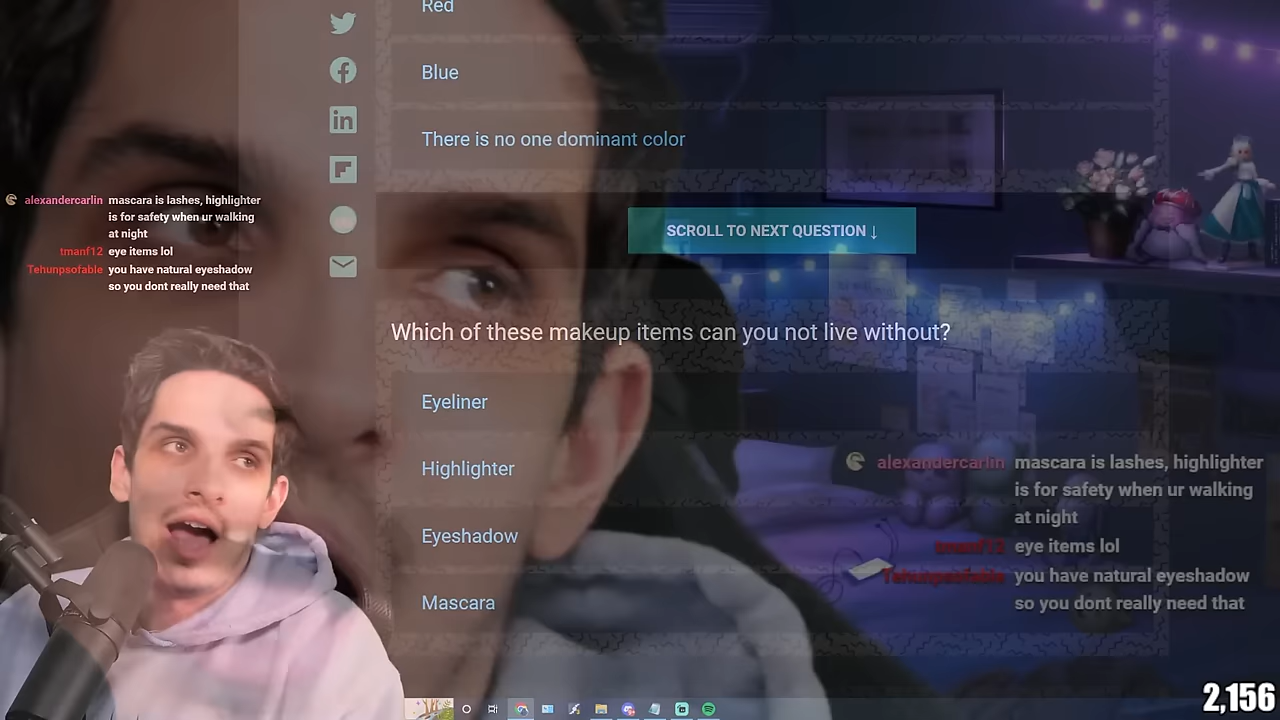 Red
Blue
There is no one dominant color
SCROLL TO NEXT QUESTION ↓
alexandercarlin mascara is lashes, highlighter
is for safety when ur walking
at night
tmanf12 eye items lol
Tehunpsofable you have natural eyeshadow
so you dont really need that
Which of these makeup items can you not live without?
Eyeliner
Highlighter
Eyeshadow
Mascara
alexandercarlin mascara is lashes, highlighter
is for safety when ur walking
at night
tmanf12 eye items lol
Tehunpsofable you have natural eyeshadow
so you dont really need that
2,156